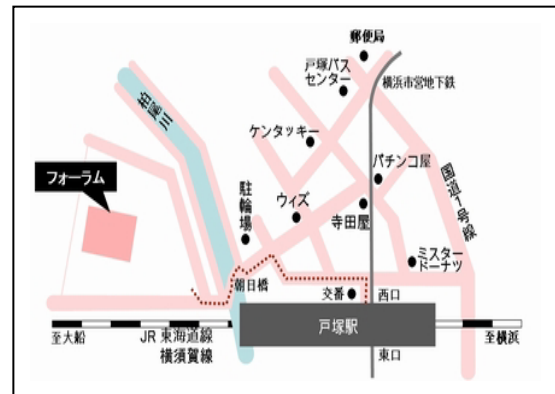 郵便局
戸塚バス
センター
横浜市営地下鉄
柏尾川
ケンタッキー
パチンコ屋
フォーラム
駐輪場
ウィズ
寺田屋
国道1号線
ミスター
ドーナツ
朝日橋
交番
西口
戸塚駅
至大船
JR 東海道線
横須賀線
東口
至横浜